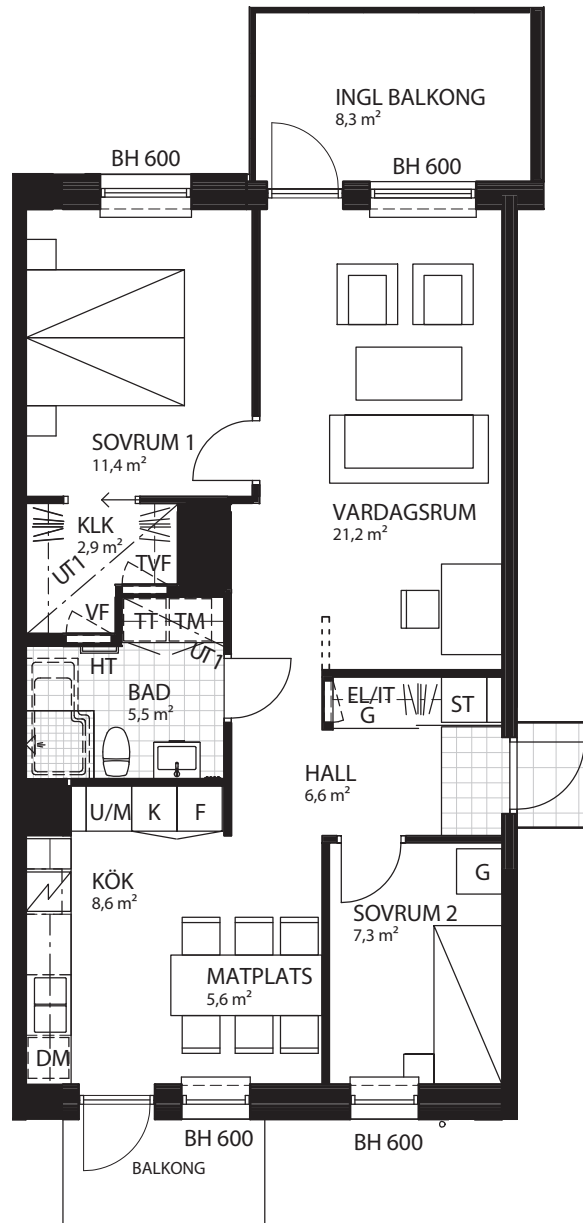 INGL BALKONG
8,3 m²
BH 600
BH 600
SOVRUM 1
11,4 m²
VARDAGSRUM
21,2 m²
KLK
2,9 m²
UT1
TVF
VF
TT
TM
UT1
HT
BAD
5,5 m²
EL/IT
G
ST
HALL
6,6 m²
U/M
K
F
KÖK
8,6 m²
G
SOVRUM 2
7,3 m²
MATPLATS
5,6 m²
DM
BH 600
BH 600
BALKONG